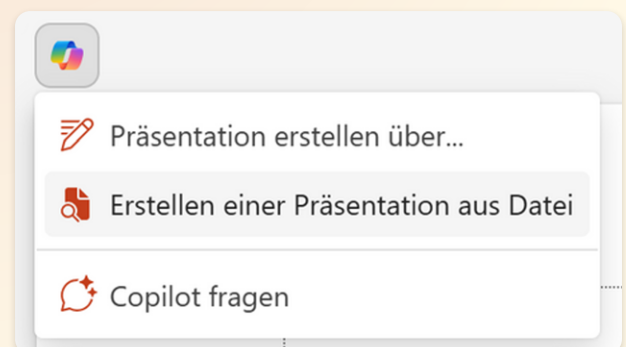 Präsentation erstellen über...
Erstellen einer Präsentation aus Datei
Copilot fragen